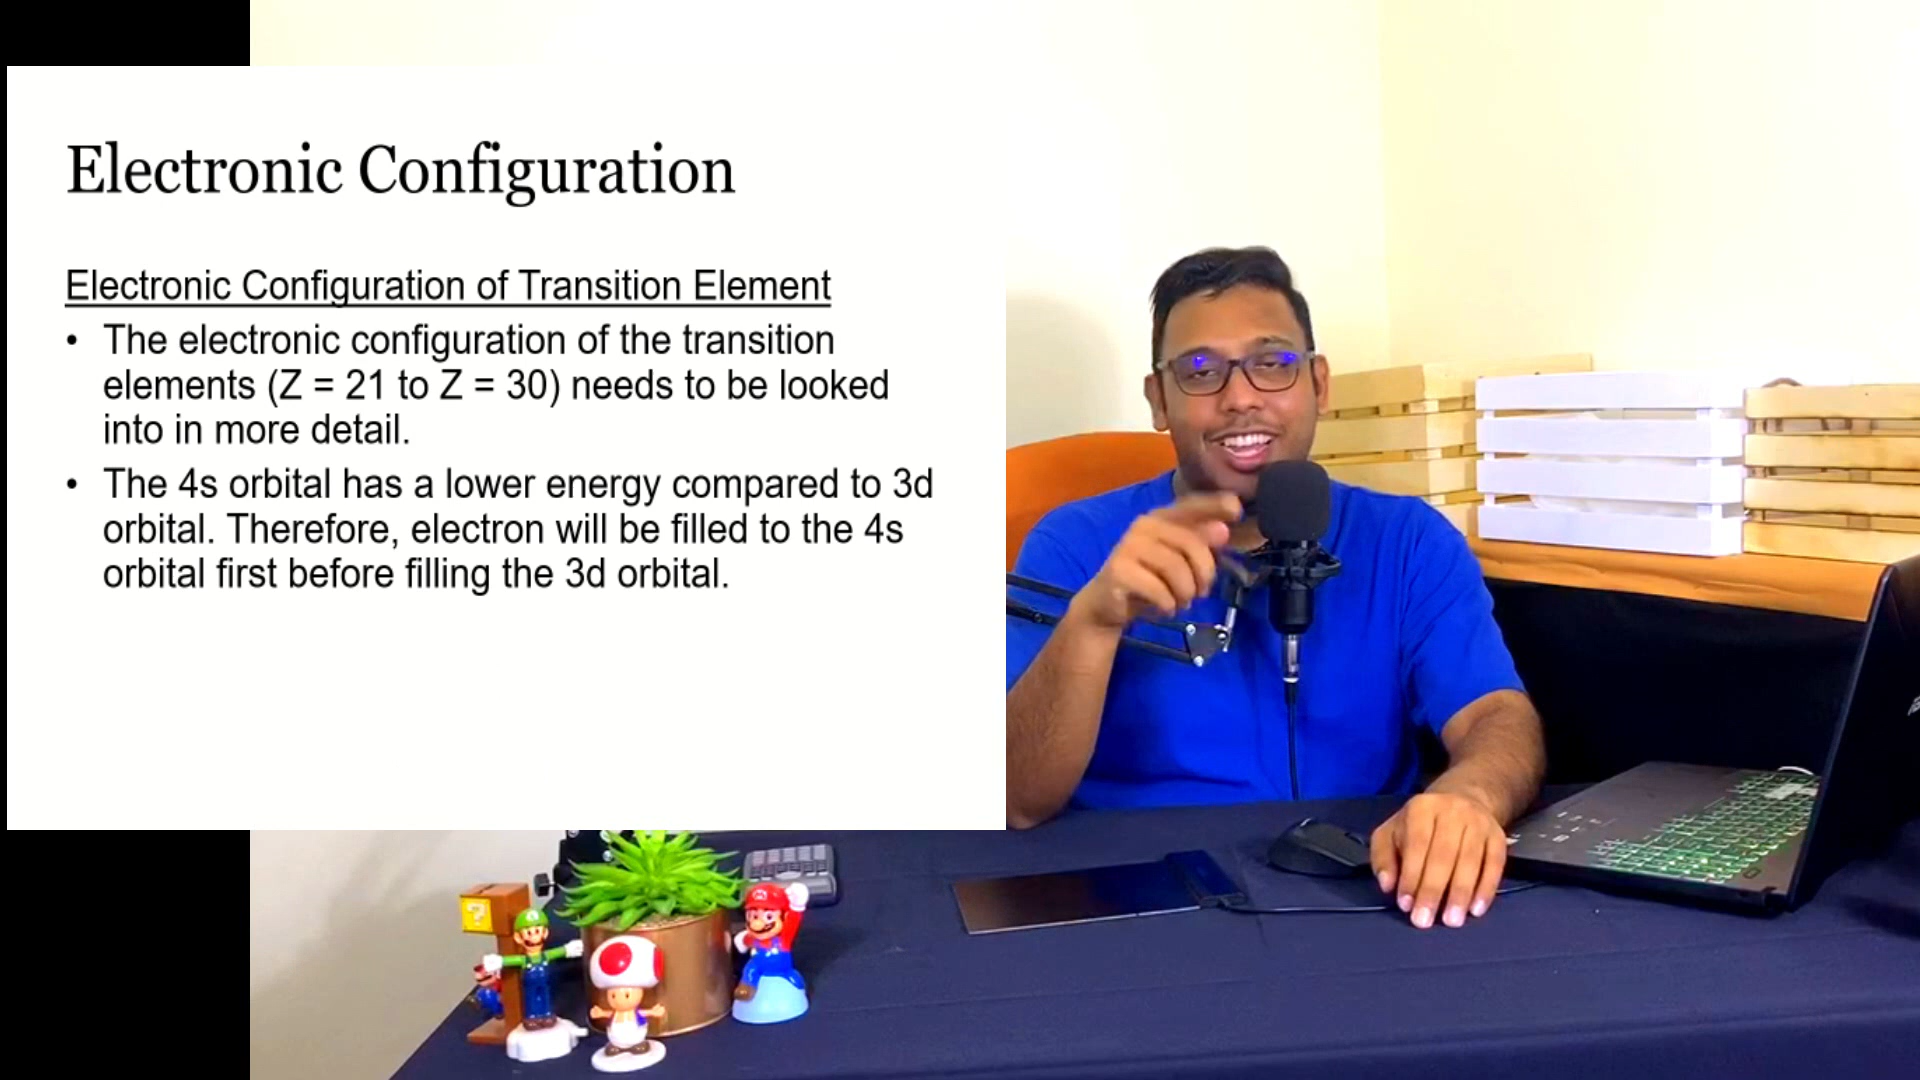 Electronic Configuration
Electronic Configuration of Transition Element
• The electronic configuration of the transition
elements (Z = 21 to Z = 30) needs to be looked
into in more detail.
• The 4s orbital has a lower energy compared to 3d
orbital. Therefore, electron will be filled to the 4s
orbital first before filling the 3d orbital.
?
M